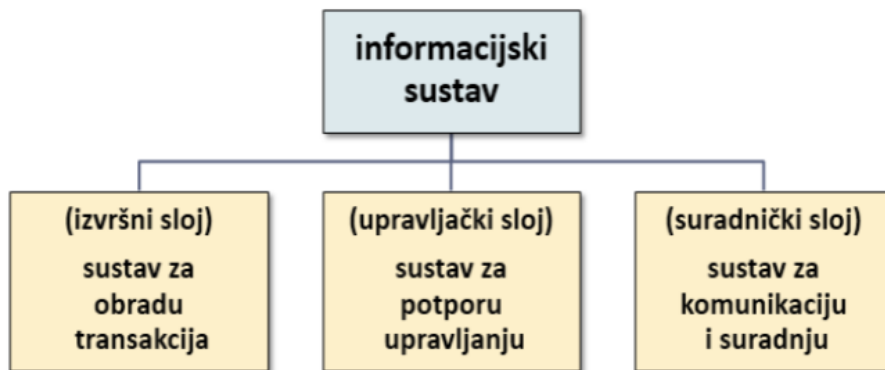 informacijski
sustav
(izvršni sloj)
sustav za
obradu
transakcija
(upravljački sloj)
sustav za
potporu
upravljanju
(suradnički sloj)
sustav za
komunikaciju
i suradnju